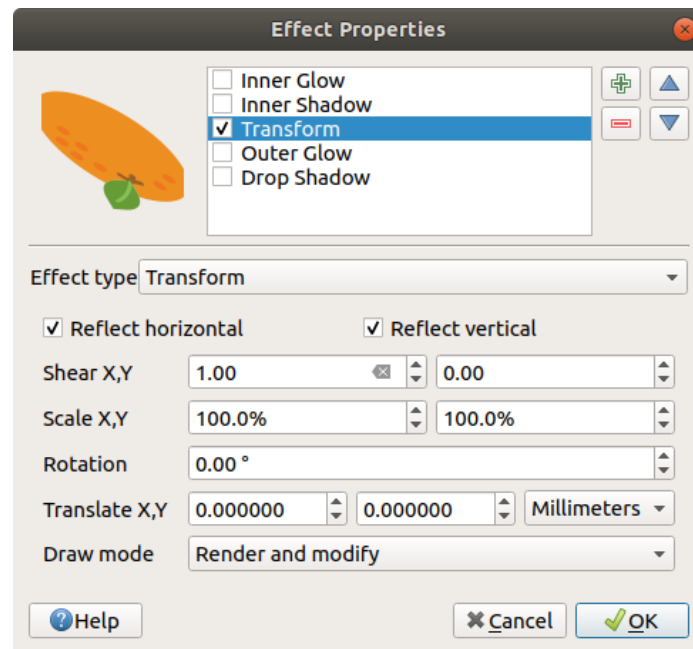 Effect Properties
Inner Glow
Inner Shadow
Transform
Outer Glow
Drop Shadow
Effect type Transform
Reflect horizontal Reflect vertical
Shear X,Y 1.00 0.00
Scale X,Y 100.0% 100.0%
Rotation 0.00 °
Translate X,Y 0.000000 0.000000 Millimeters
Draw mode Render and modify
Help Cancel OK